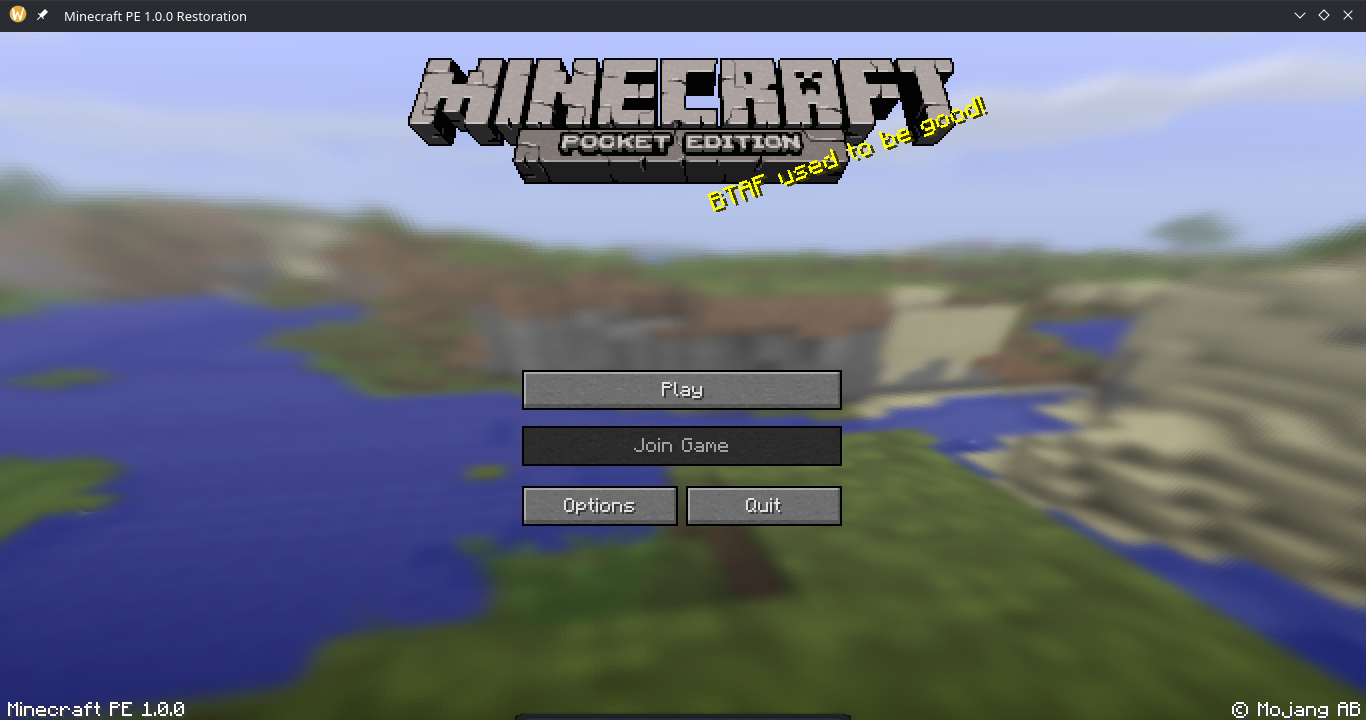 Minecraft PE 1.0.0 Restoration
MINECRAFT
POCKET EDITION
BTAF used to be good!
Play
Join Game
Options
Quit
Minecraft PE 1.0.0
© Mojang AB